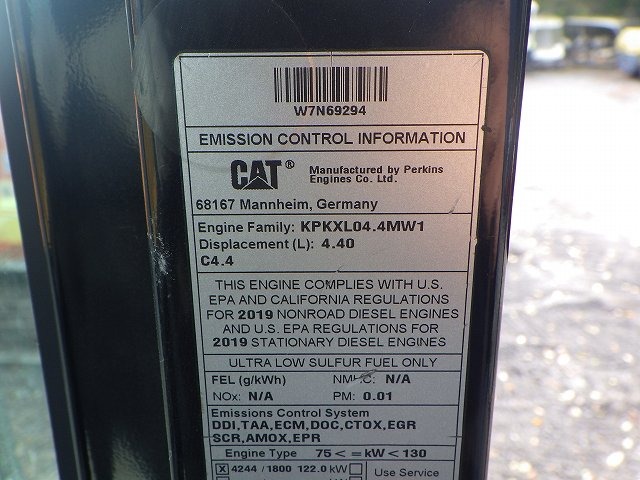 W7N69294
EMISSION CONTROL INFORMATION
CAT® Manufactured by Perkins
Engines Co. Ltd.
68167 Mannheim, Germany
Engine Family: KPKXL04.4MW1
Displacement (L): 4.40
C4.4
THIS ENGINE COMPLIES WITH U.S.
EPA AND CALIFORNIA REGULATIONS
FOR 2019 NONROAD DIESEL ENGINES
AND U.S. EPA REGULATIONS FOR
2019 STATIONARY DIESEL ENGINES
ULTRA LOW SULFUR FUEL ONLY
FEL (g/kWh) NMHC: N/A
NOx: N/A PM: 0.01
Emissions Control System
DDI,TAA,ECM,DOC,CTOX,EGR
SCR,AMOX,EPR
Engine Type 75 < = kW < 130
X 4244 / 1800 122.0 kW Use Service